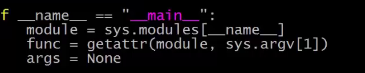 f __name__ == "__main__":
    module = sys.modules[__name__]
    func = getattr(module, sys.argv[1])
    args = None